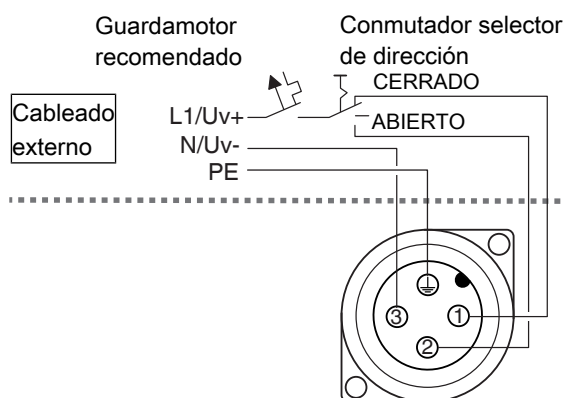 Guardamotor
recomendado
Conmutador selector
de dirección
CERRADO
ABIERTO
Cableado
externo
L1/Uv+
N/Uv-
PE
3
1
2